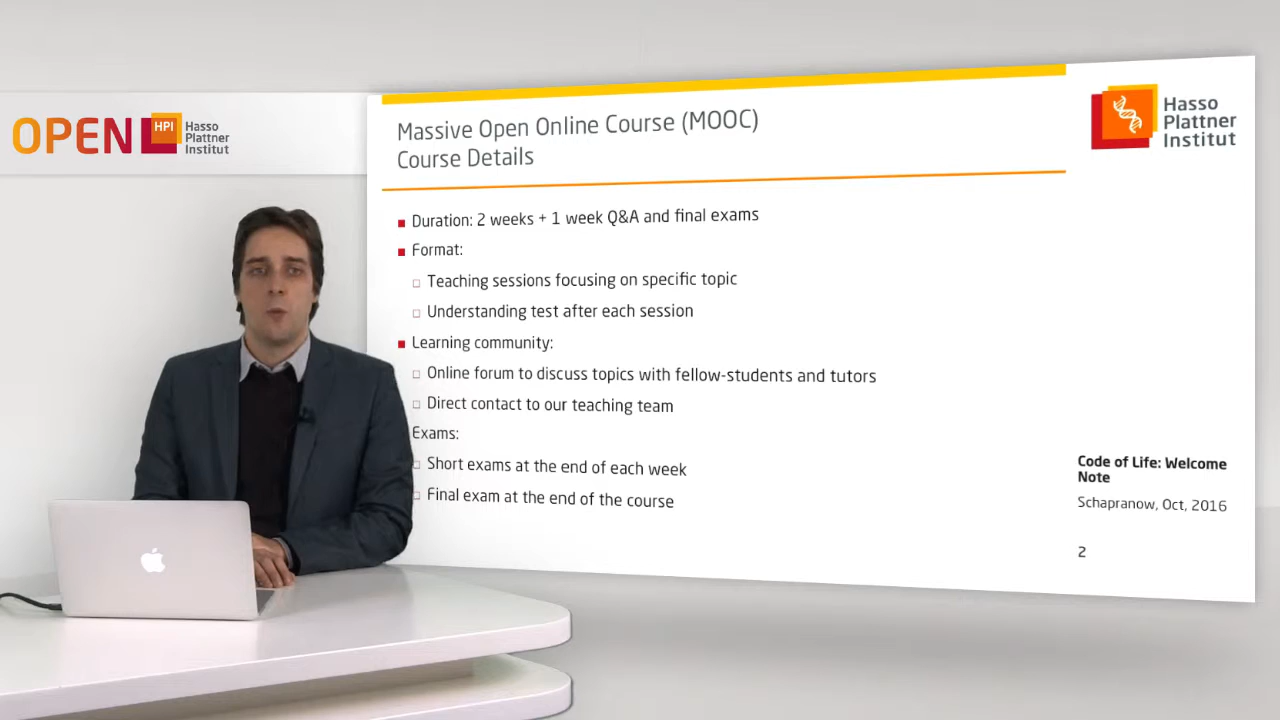 OPEN
HPI
Hasso
Plattner
Institut
Massive Open Online Course (MOOC)
Course Details
Hasso
Plattner
Institut
Duration: 2 weeks + 1 week Q&A and final exams
Format:
Teaching sessions focusing on specific topic
Understanding test after each session
Learning community:
Online forum to discuss topics with fellow-students and tutors
Direct contact to our teaching team
Exams:
Short exams at the end of each week
Final exam at the end of the course
Code of Life: Welcome
Note
Schapranow, Oct, 2016
2